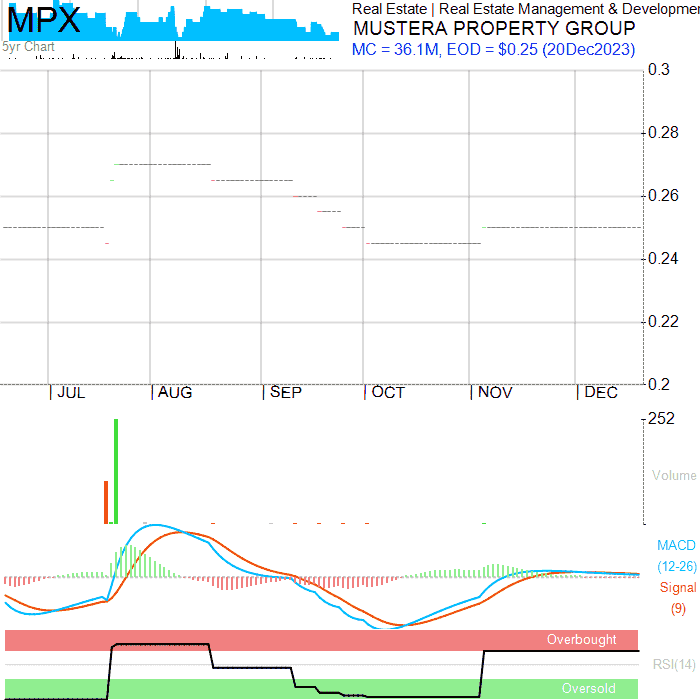 MPX
Real Estate | Real Estate Management & Developmen
MUSTERA PROPERTY GROUP
5yr Chart
MC = 36.1M, EOD = $0.25 (20Dec2023)
0.3
0.28
0.26
0.24
0.22
0.2
JUL AUG SEP OCT NOV DEC
252
Volume
MACD
(12-26)
Signal
(9)
Overbought
RSI(14)
Oversold